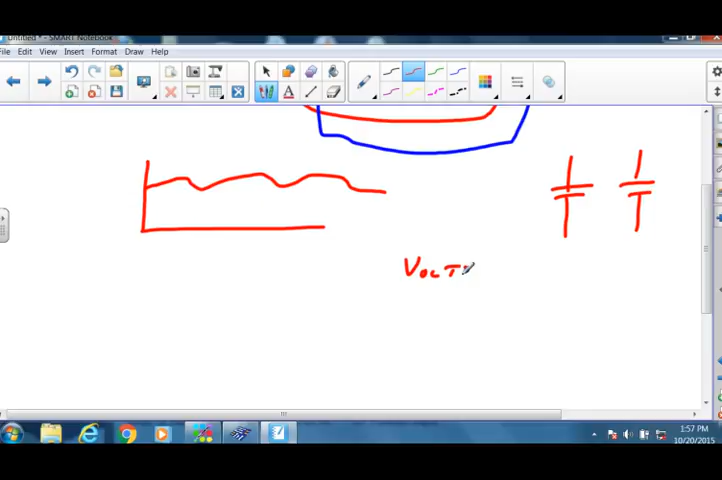 Untitled * - SMART Notebook
File Edit View Insert Format Draw Help
VOLT
1:57 PM
10/20/2015